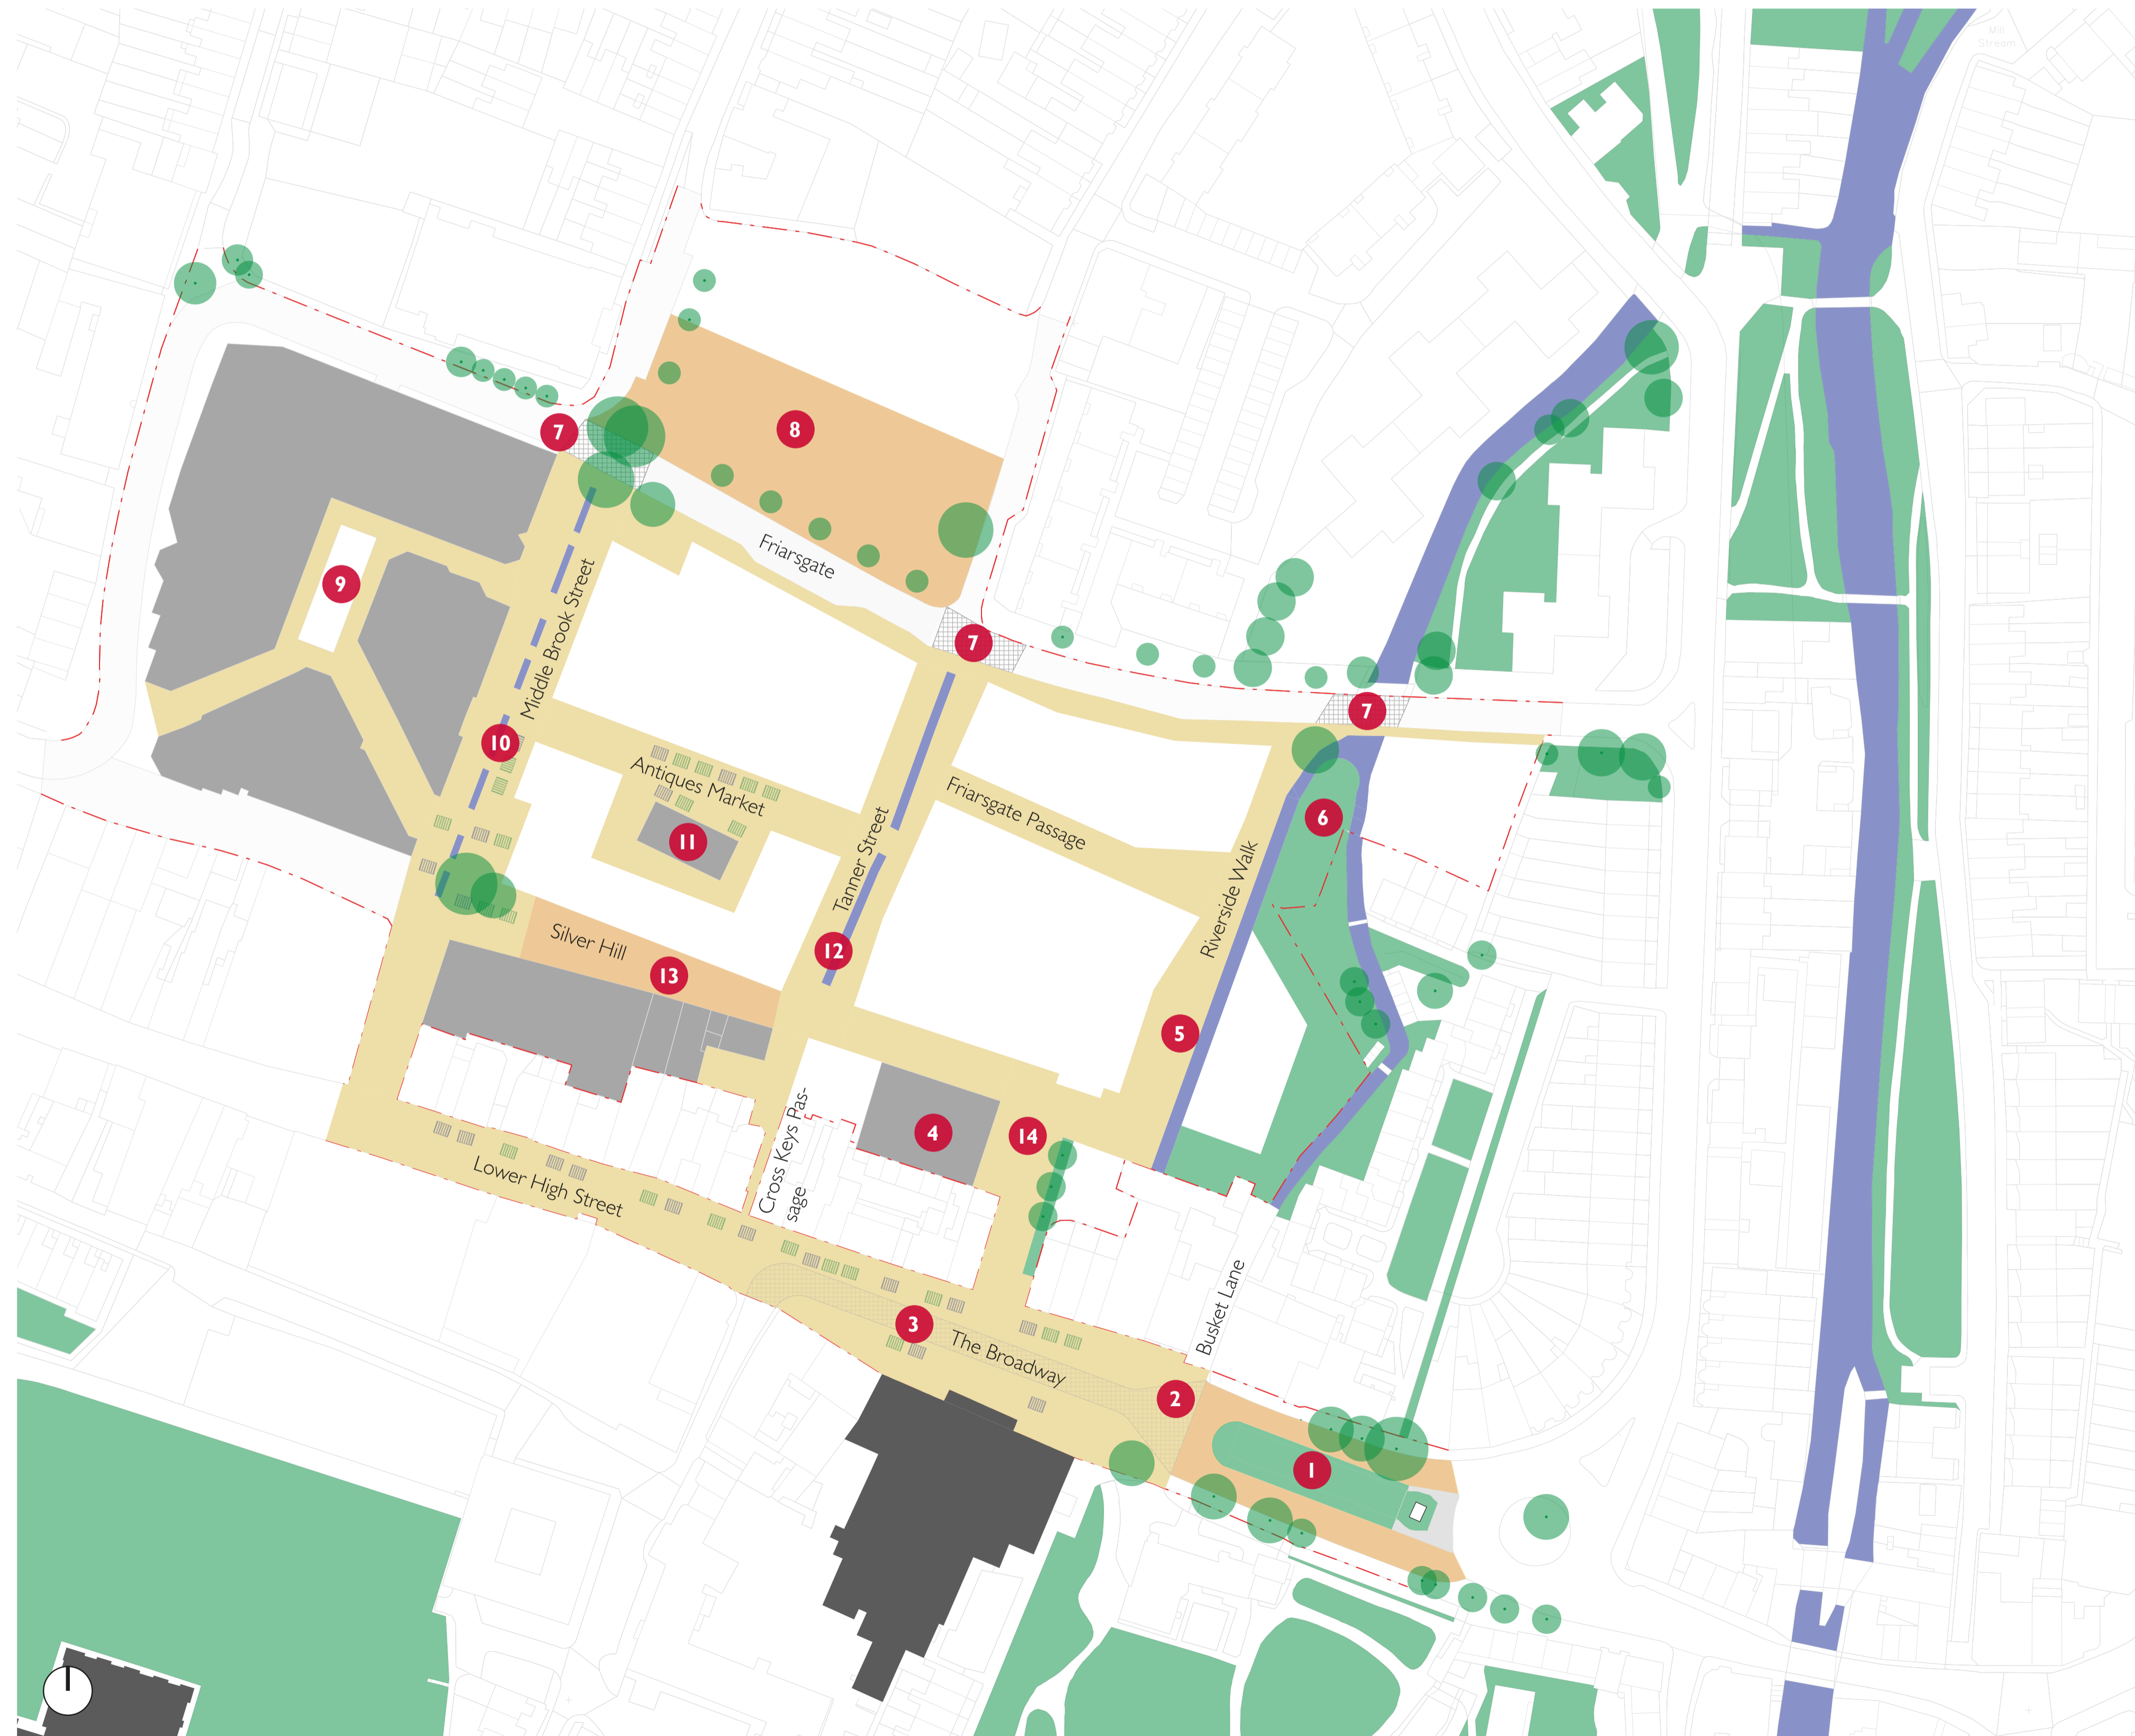 Mill
Stream
7
8
Friarsgate
9
7
Middle Brook Street
7
10
Antiques Market
Friarsgate Passage
6
11
Tanner Street
Riverside Walk
Silver Hill
12
13
5
4
14
Cross Keys Pas-
sage
Lower High Street
Busket Lane
3
The Broadway
2
1